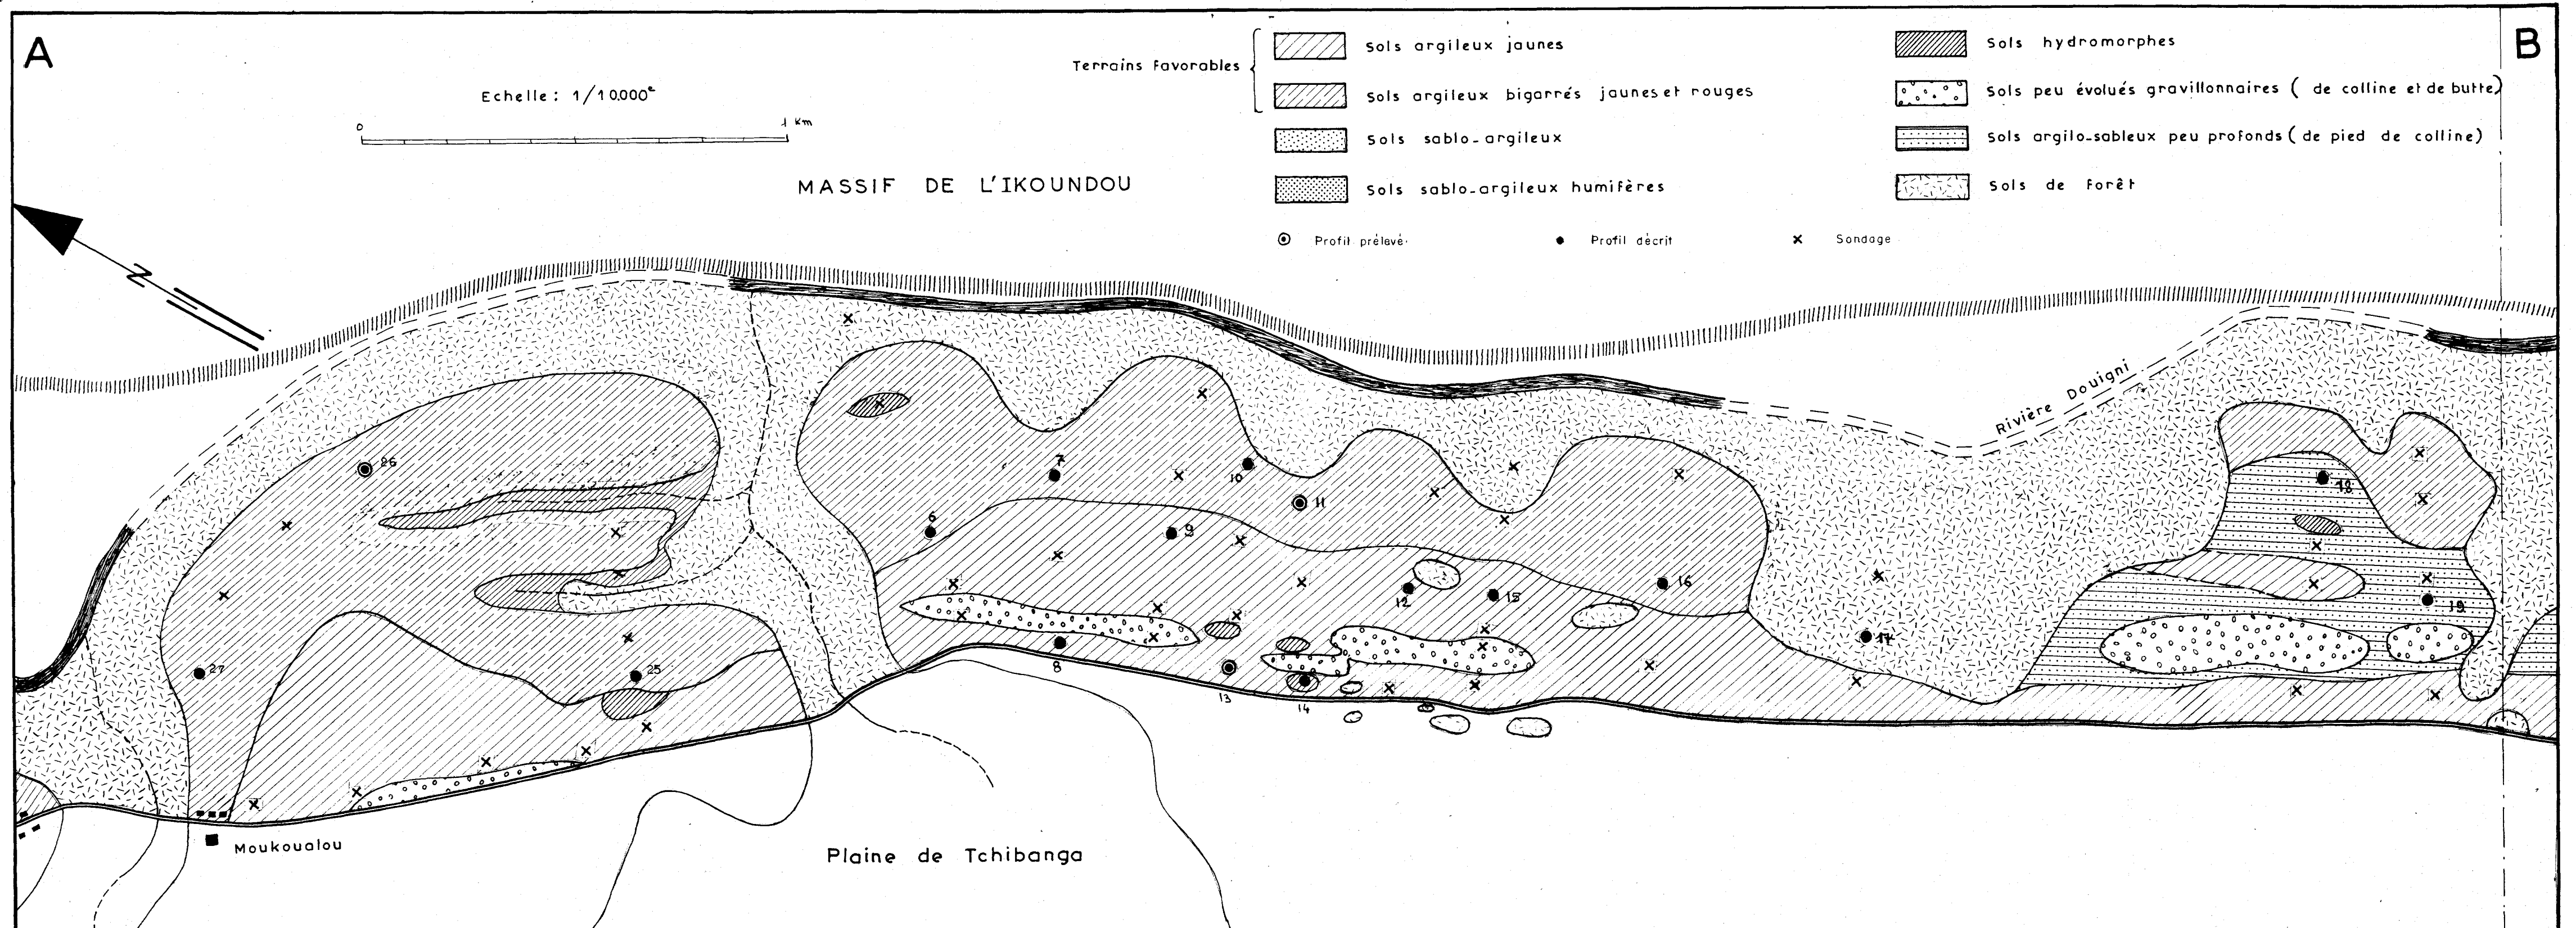 A
B
Echelle: 1/10.000e
0
1 Km
Terrains favorables
Sols argileux jaunes
Sols argileux bigarrés jaunes et rouges
Sols sablo-argileux
Sols sablo-argileux humifères
Sols hydromorphes
Sols peu évolués gravillonnaires ( de colline et de butte)
Sols argilo-sableux peu profonds ( de pied de colline)
Sols de forêt
Profil prélevé
Profil décrit
Sondage
MASSIF DE L'IKOUNDOU
N
Rivière Douigni
26
7
10
11
6
9
18
12
15
16
19
27
25
8
13
14
17
Moukoualou
Plaine de Tchibanga